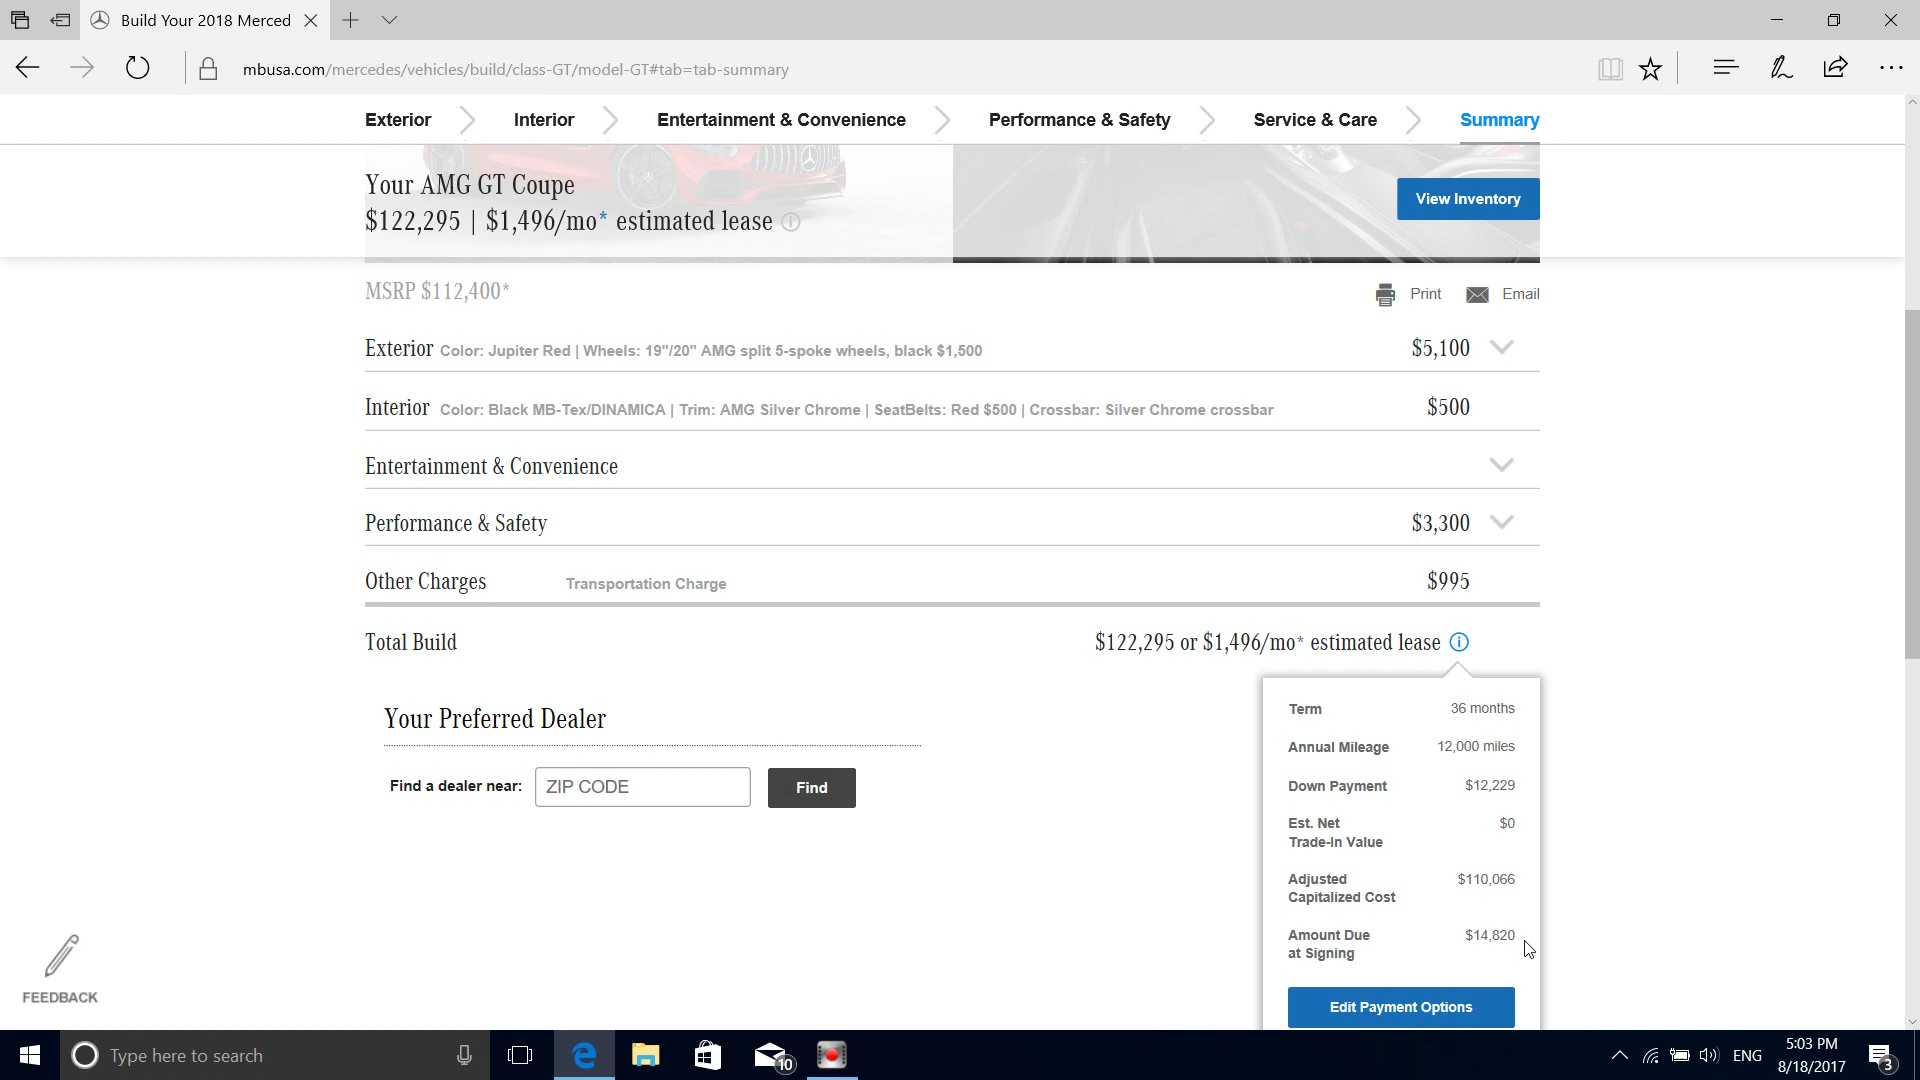 Build Your 2018 Merced
mbusa.com/mercedes/vehicles/build/class-GT/model-GT#tab=tab-summary
Exterior Interior Entertainment & Convenience Performance & Safety Service & Care Summary
Your AMG GT Coupe
$122,295 | $1,496/mo* estimated lease
View Inventory
MSRP $112,400*
Print Email
Exterior Color: Jupiter Red | Wheels: 19"/20" AMG split 5-spoke wheels, black $1,500 $5,100
Interior Color: Black MB-Tex/DINAMICA | Trim: AMG Silver Chrome | SeatBelts: Red $500 | Crossbar: Silver Chrome crossbar $500
Entertainment & Convenience
Performance & Safety $3,300
Other Charges Transportation Charge $995
Total Build $122,295 or $1,496/mo* estimated lease
Your Preferred Dealer
Find a dealer near: ZIP CODE Find
Term 36 months
Annual Mileage 12,000 miles
Down Payment $12,229
Est. Net $0
Trade-In Value
Adjusted $110,066
Capitalized Cost
Amount Due $14,820
at Signing
Edit Payment Options
FEEDBACK
Type here to search
10
ENG
5:03 PM
8/18/2017
3